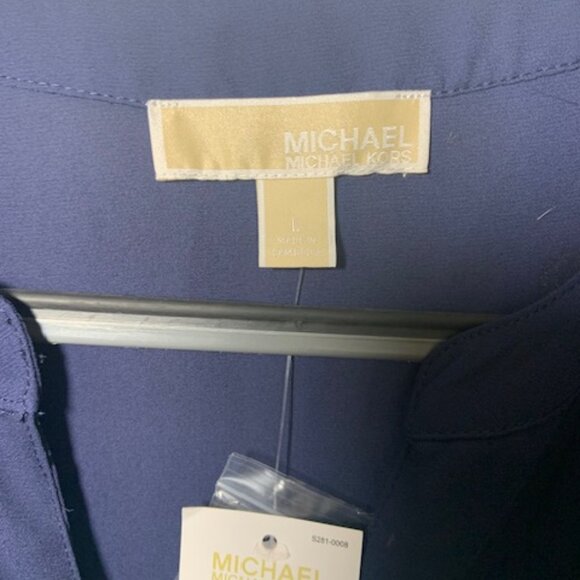 MICHAEL
MICHAEL KORS
L
MADE IN
S281-0008
MICHAEL